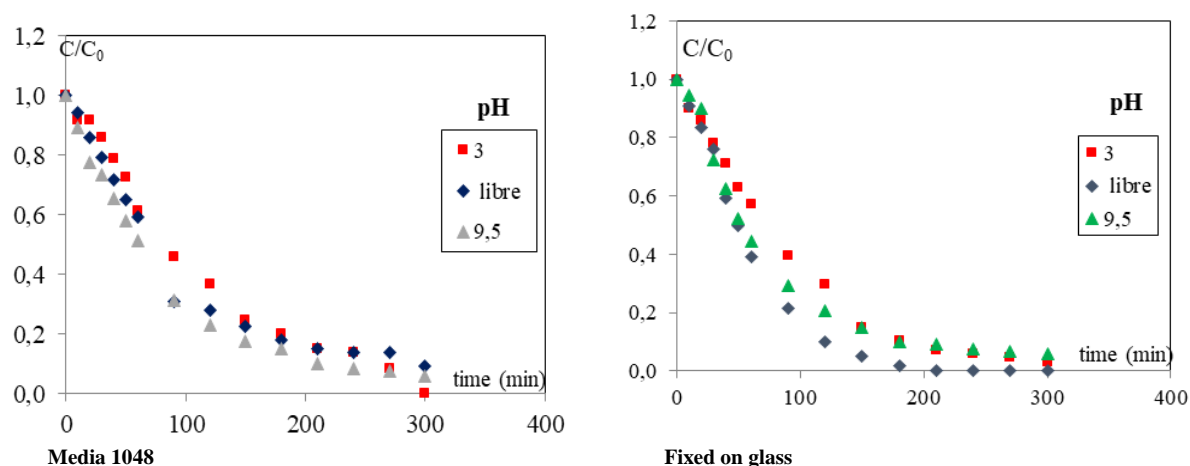 1,2
C/C0
1,0
pH
0,8
3
libre
0,6
9,5
0,4
0,2
time (min)
0,0
0 100 200 300 400
Media 1048
1,2
C/C0
1,0
pH
0,8
3
libre
0,6
9,5
0,4
0,2
time (min)
0,0
0 100 200 300 400
Fixed on glass